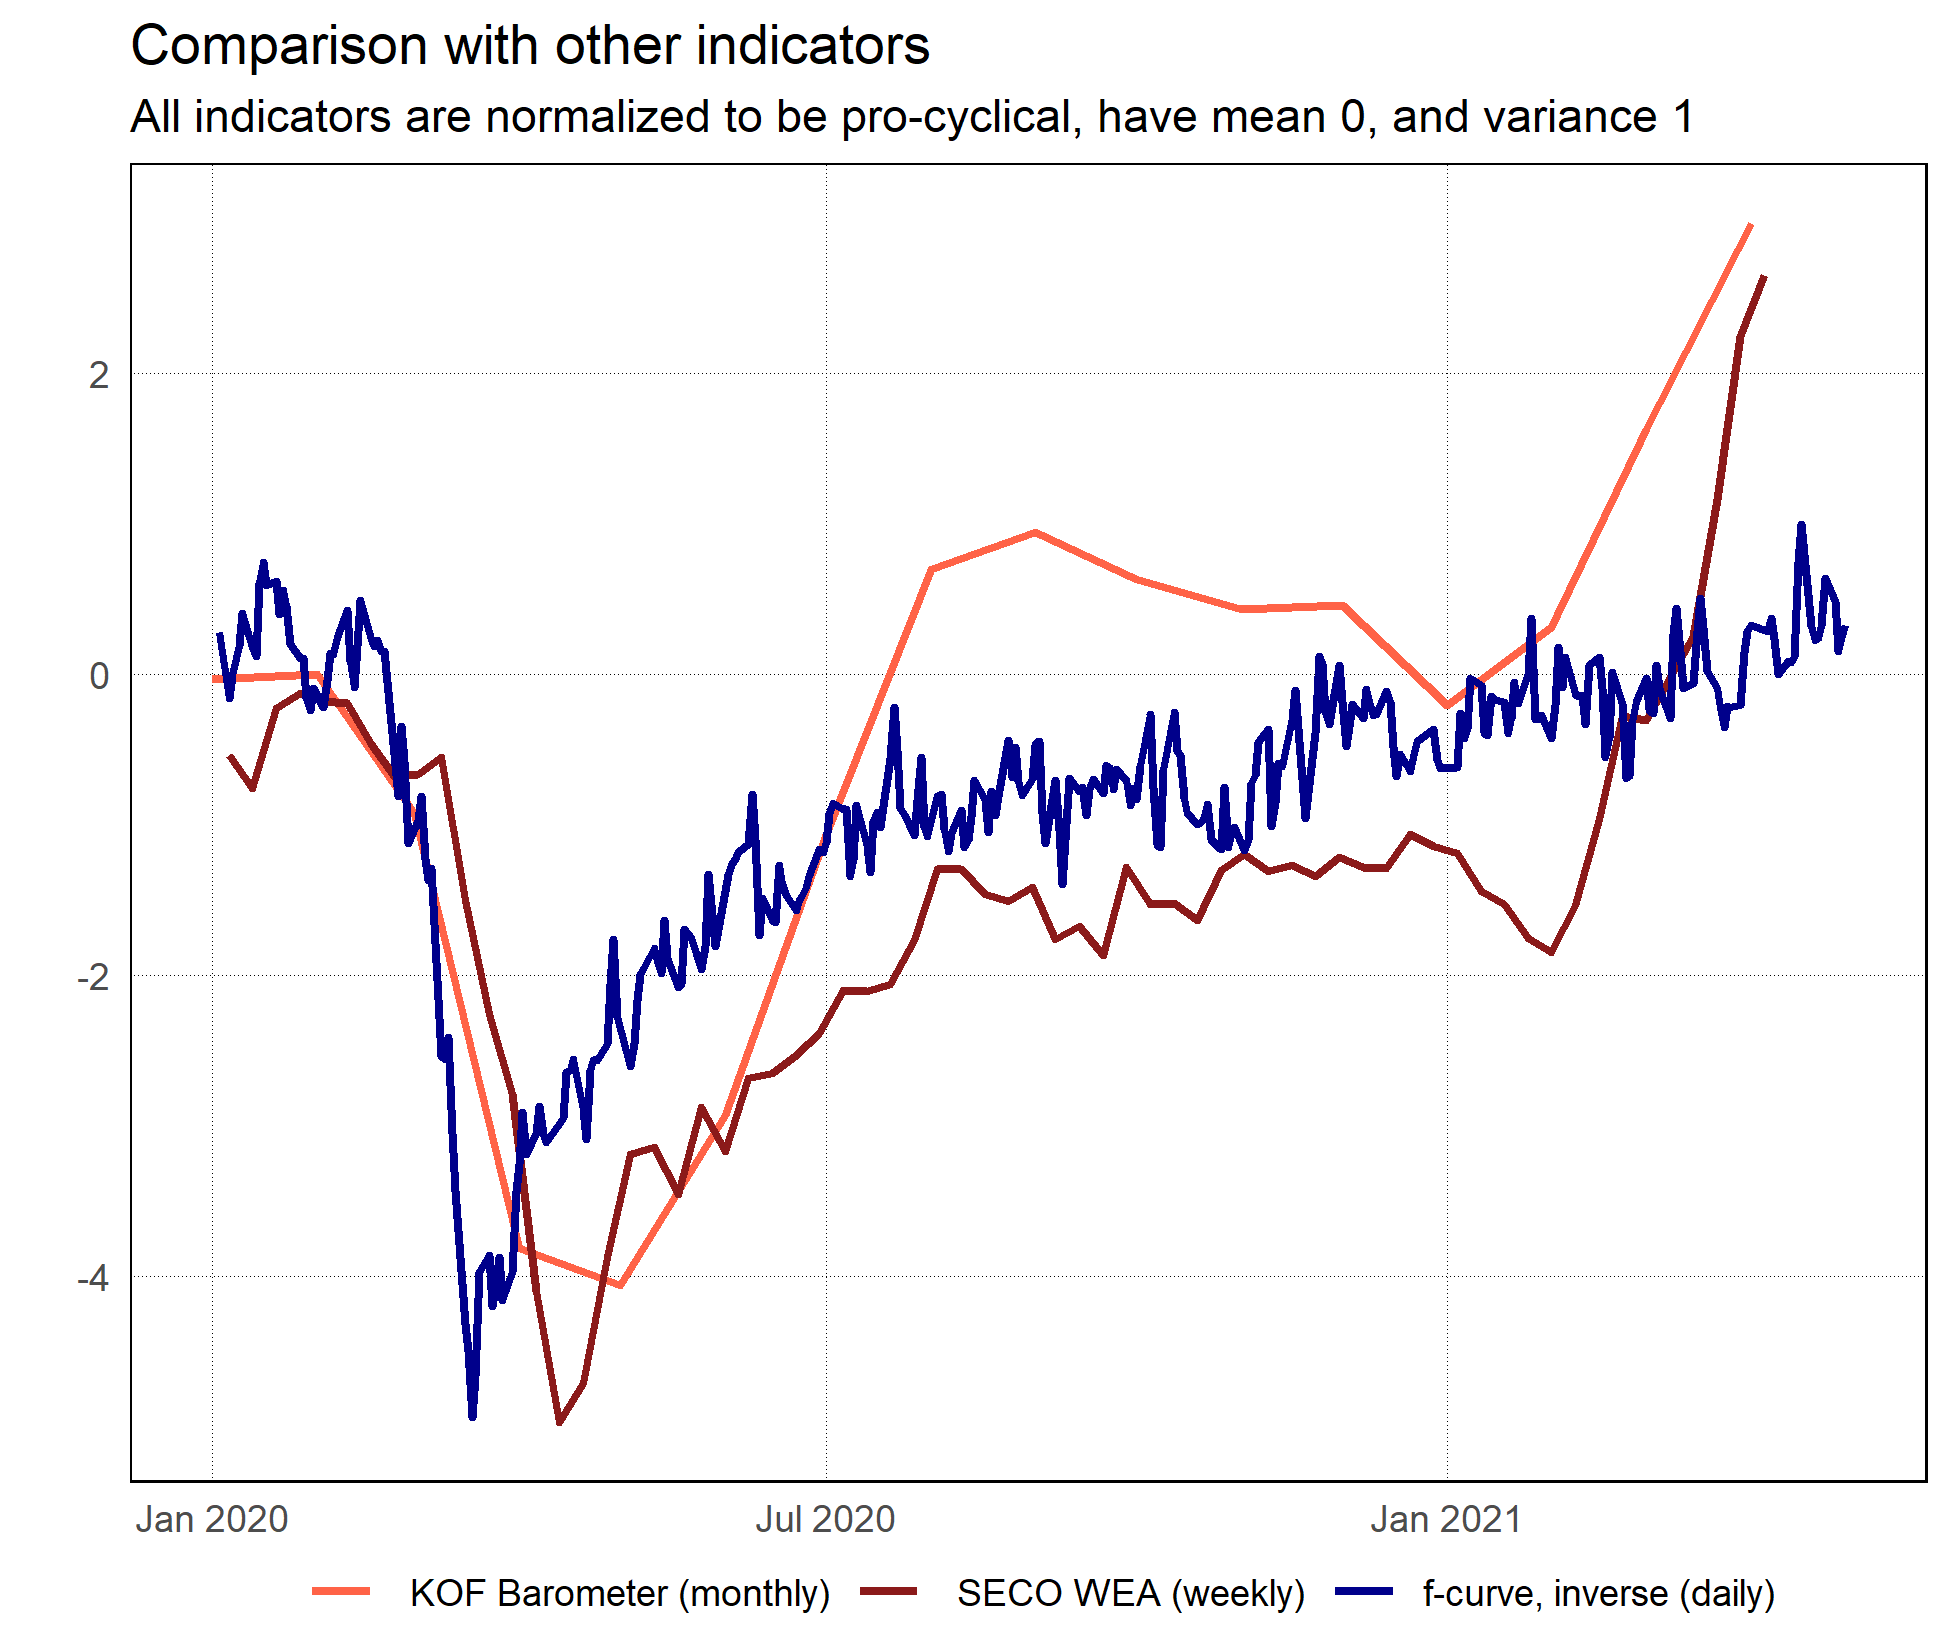 Comparison with other indicators
All indicators are normalized to be pro-cyclical, have mean 0, and variance 1
2
0
-2
-4
Jan 2020 Jul 2020 Jan 2021
KOF Barometer (monthly) SECO WEA (weekly) f-curve, inverse (daily)